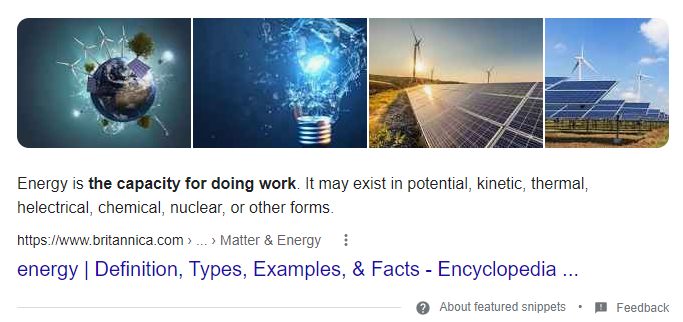 Energy is the capacity for doing work. It may exist in potential, kinetic, thermal,
helectrical, chemical, nuclear, or other forms.
https://www.britannica.com › ... › Matter & Energy
energy | Definition, Types, Examples, & Facts - Encyclopedia ...
About featured snippets • Feedback